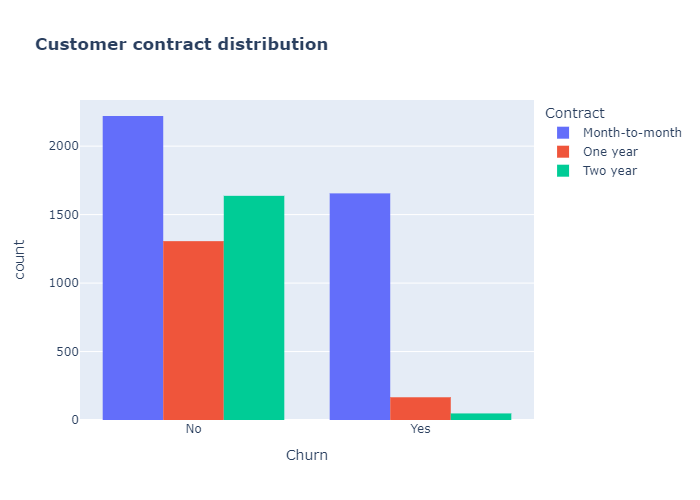 Customer contract distribution
Contract
Month-to-month
One year
Two year
2000
1500
1000
500
0
count
No
Yes
Churn